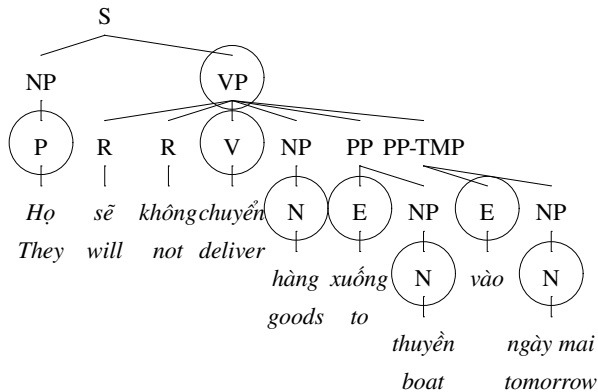 S
NP VP
P R R V NP PP PP-TMP
Họ sẽ không chuyển N E NP E NP
They will not deliver N vào N
hàng xuống
goods to
thuyền ngày mai
boat tomorrow